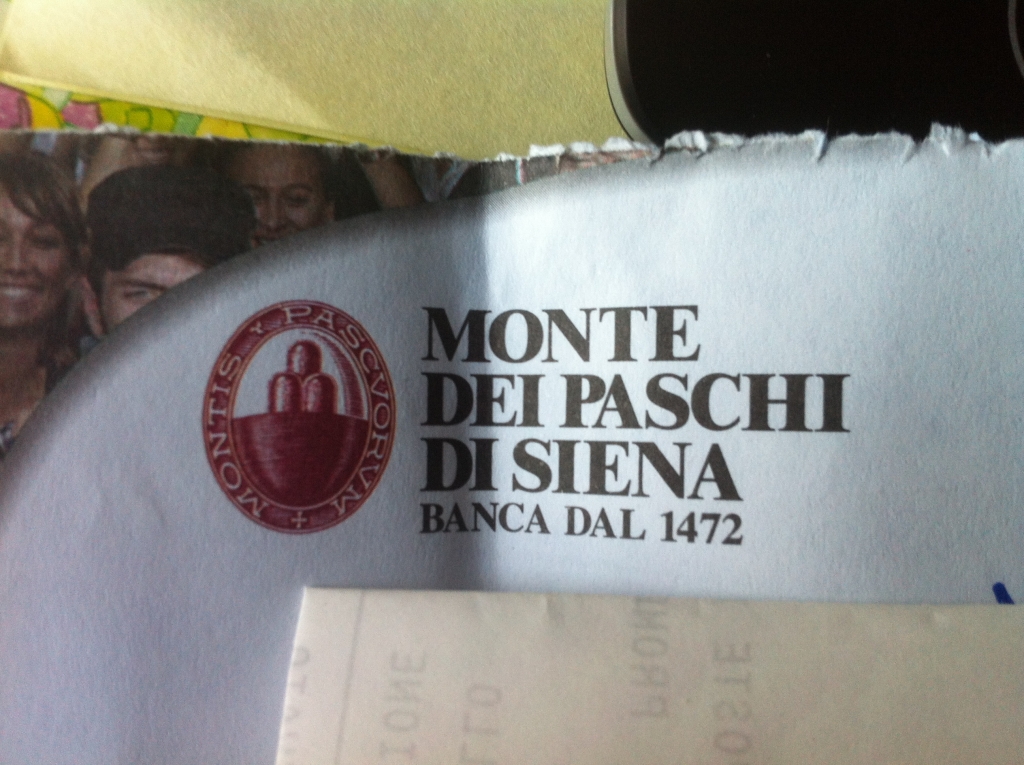 MONTIS Y PASCVORVM
MONTE
DEI PASCHI
DI SIENA
BANCA DAL 1472